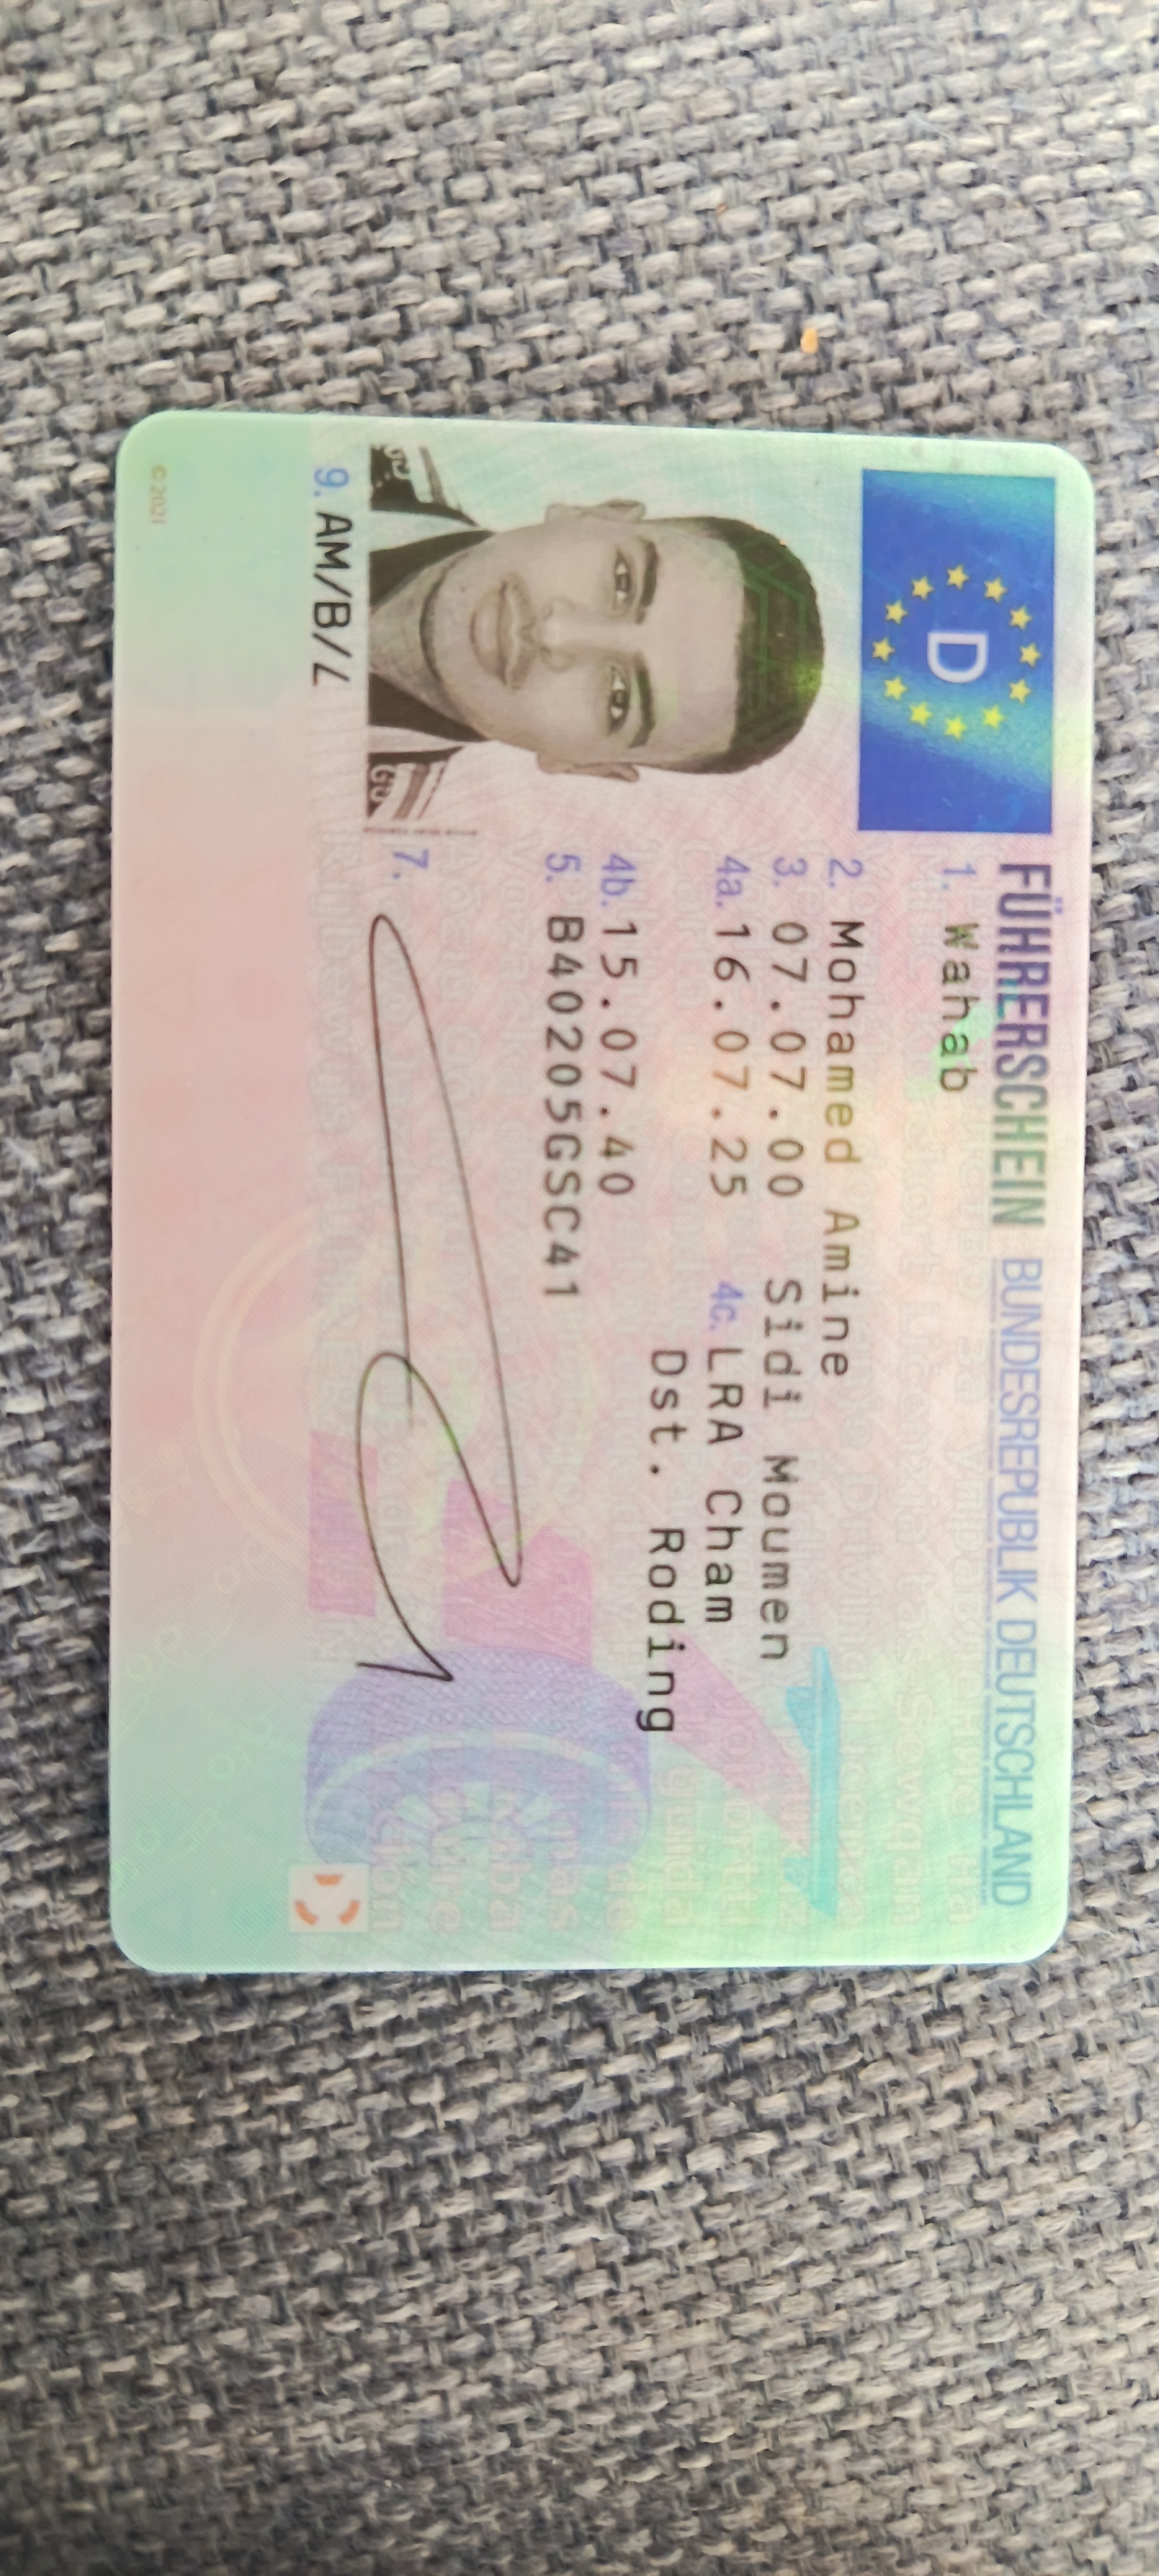 D
FÜHRERSCHEIN BUNDESREPUBLIK DEUTSCHLAND
1. Wahab
2. Mohamed Amine
3. 07.07.00 Sidi Moumen
4a. 16.07.25 4c. LRA Cham
Dst. Roding
4b. 15.07.40
5. B40205GSC41
7.
9. AM/B/L
© 2021